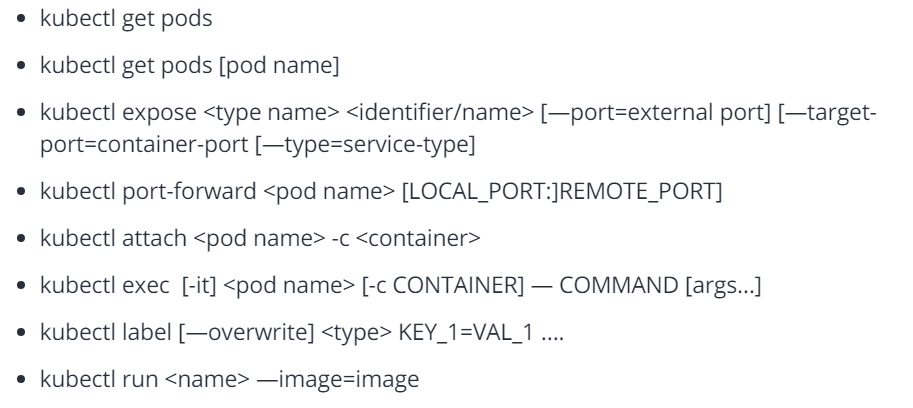 • kubectl get pods
• kubectl get pods [pod name]
• kubectl expose <type name> <identifier/name> [—port=external port] [—target-
port=container-port [—type=service-type]
• kubectl port-forward <pod name> [LOCAL_PORT:]REMOTE_PORT]
• kubectl attach <pod name> -c <container>
• kubectl exec  [-it] <pod name> [-c CONTAINER] — COMMAND [args...]
• kubectl label [—overwrite] <type> KEY_1=VAL_1 ....
• kubectl run <name> —image=image